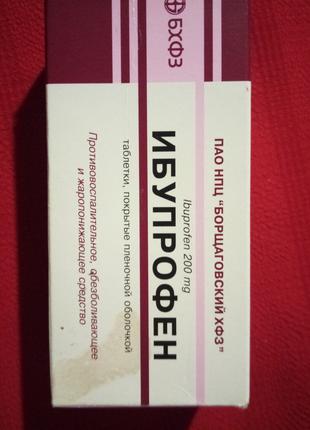 БХФЗ
ПАО НПЦ "БОРЩАГОВСКИЙ ХФЗ"
Ibuprofen 200 mg
ИБУПРОФЕН
таблетки, покрытые пленочной оболочкой
Противовоспалительное, обезболивающее
и жаропонижающее средство